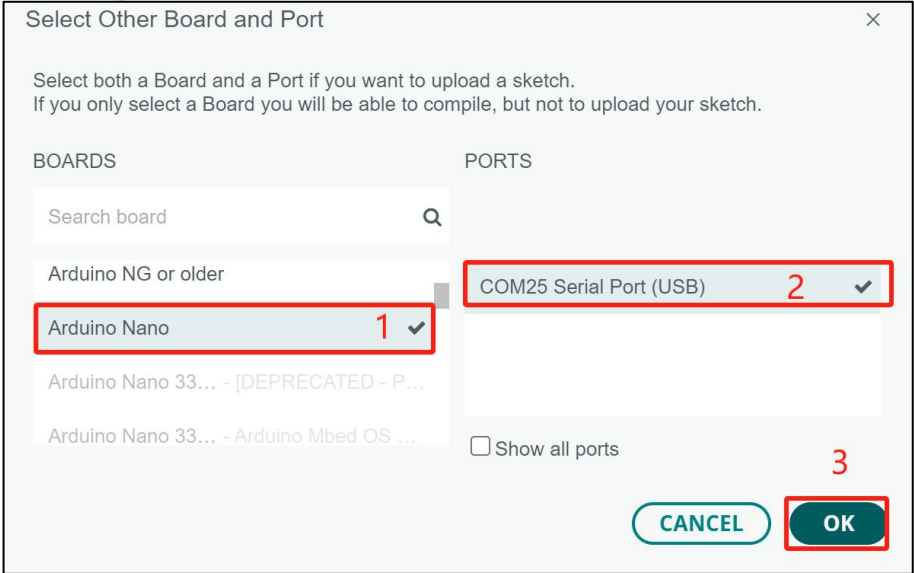 Select Other Board and Port
Select both a Board and a Port if you want to upload a sketch.
If you only select a Board you will be able to compile, but not to upload your sketch.
BOARDS
PORTS
Search board
Arduino NG or older
COM25 Serial Port (USB) 2
Arduino Nano 1
Arduino Nano 33… - [DEPRECATED - P…
Arduino Nano 33… - Arduino Mbed OS …
Show all ports
3
CANCEL
OK